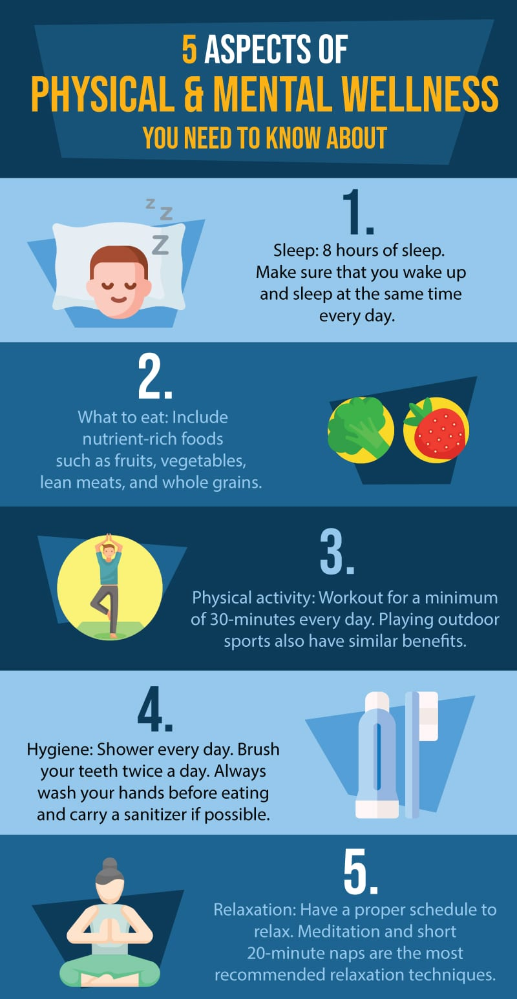 5 ASPECTS OF
PHYSICAL & MENTAL WELLNESS
YOU NEED TO KNOW ABOUT
z
z
Z
1.
Sleep: 8 hours of sleep.
Make sure that you wake up
and sleep at the same time
every day.
2.
What to eat: Include
nutrient-rich foods
such as fruits, vegetables,
lean meats, and whole grains.
3.
Physical activity: Workout for a minimum
of 30-minutes every day. Playing outdoor
sports also have similar benefits.
4.
Hygiene: Shower every day. Brush
your teeth twice a day. Always
wash your hands before eating
and carry a sanitizer if possible.
5.
Relaxation: Have a proper schedule to
relax. Meditation and short
20-minute naps are the most
recommended relaxation techniques.